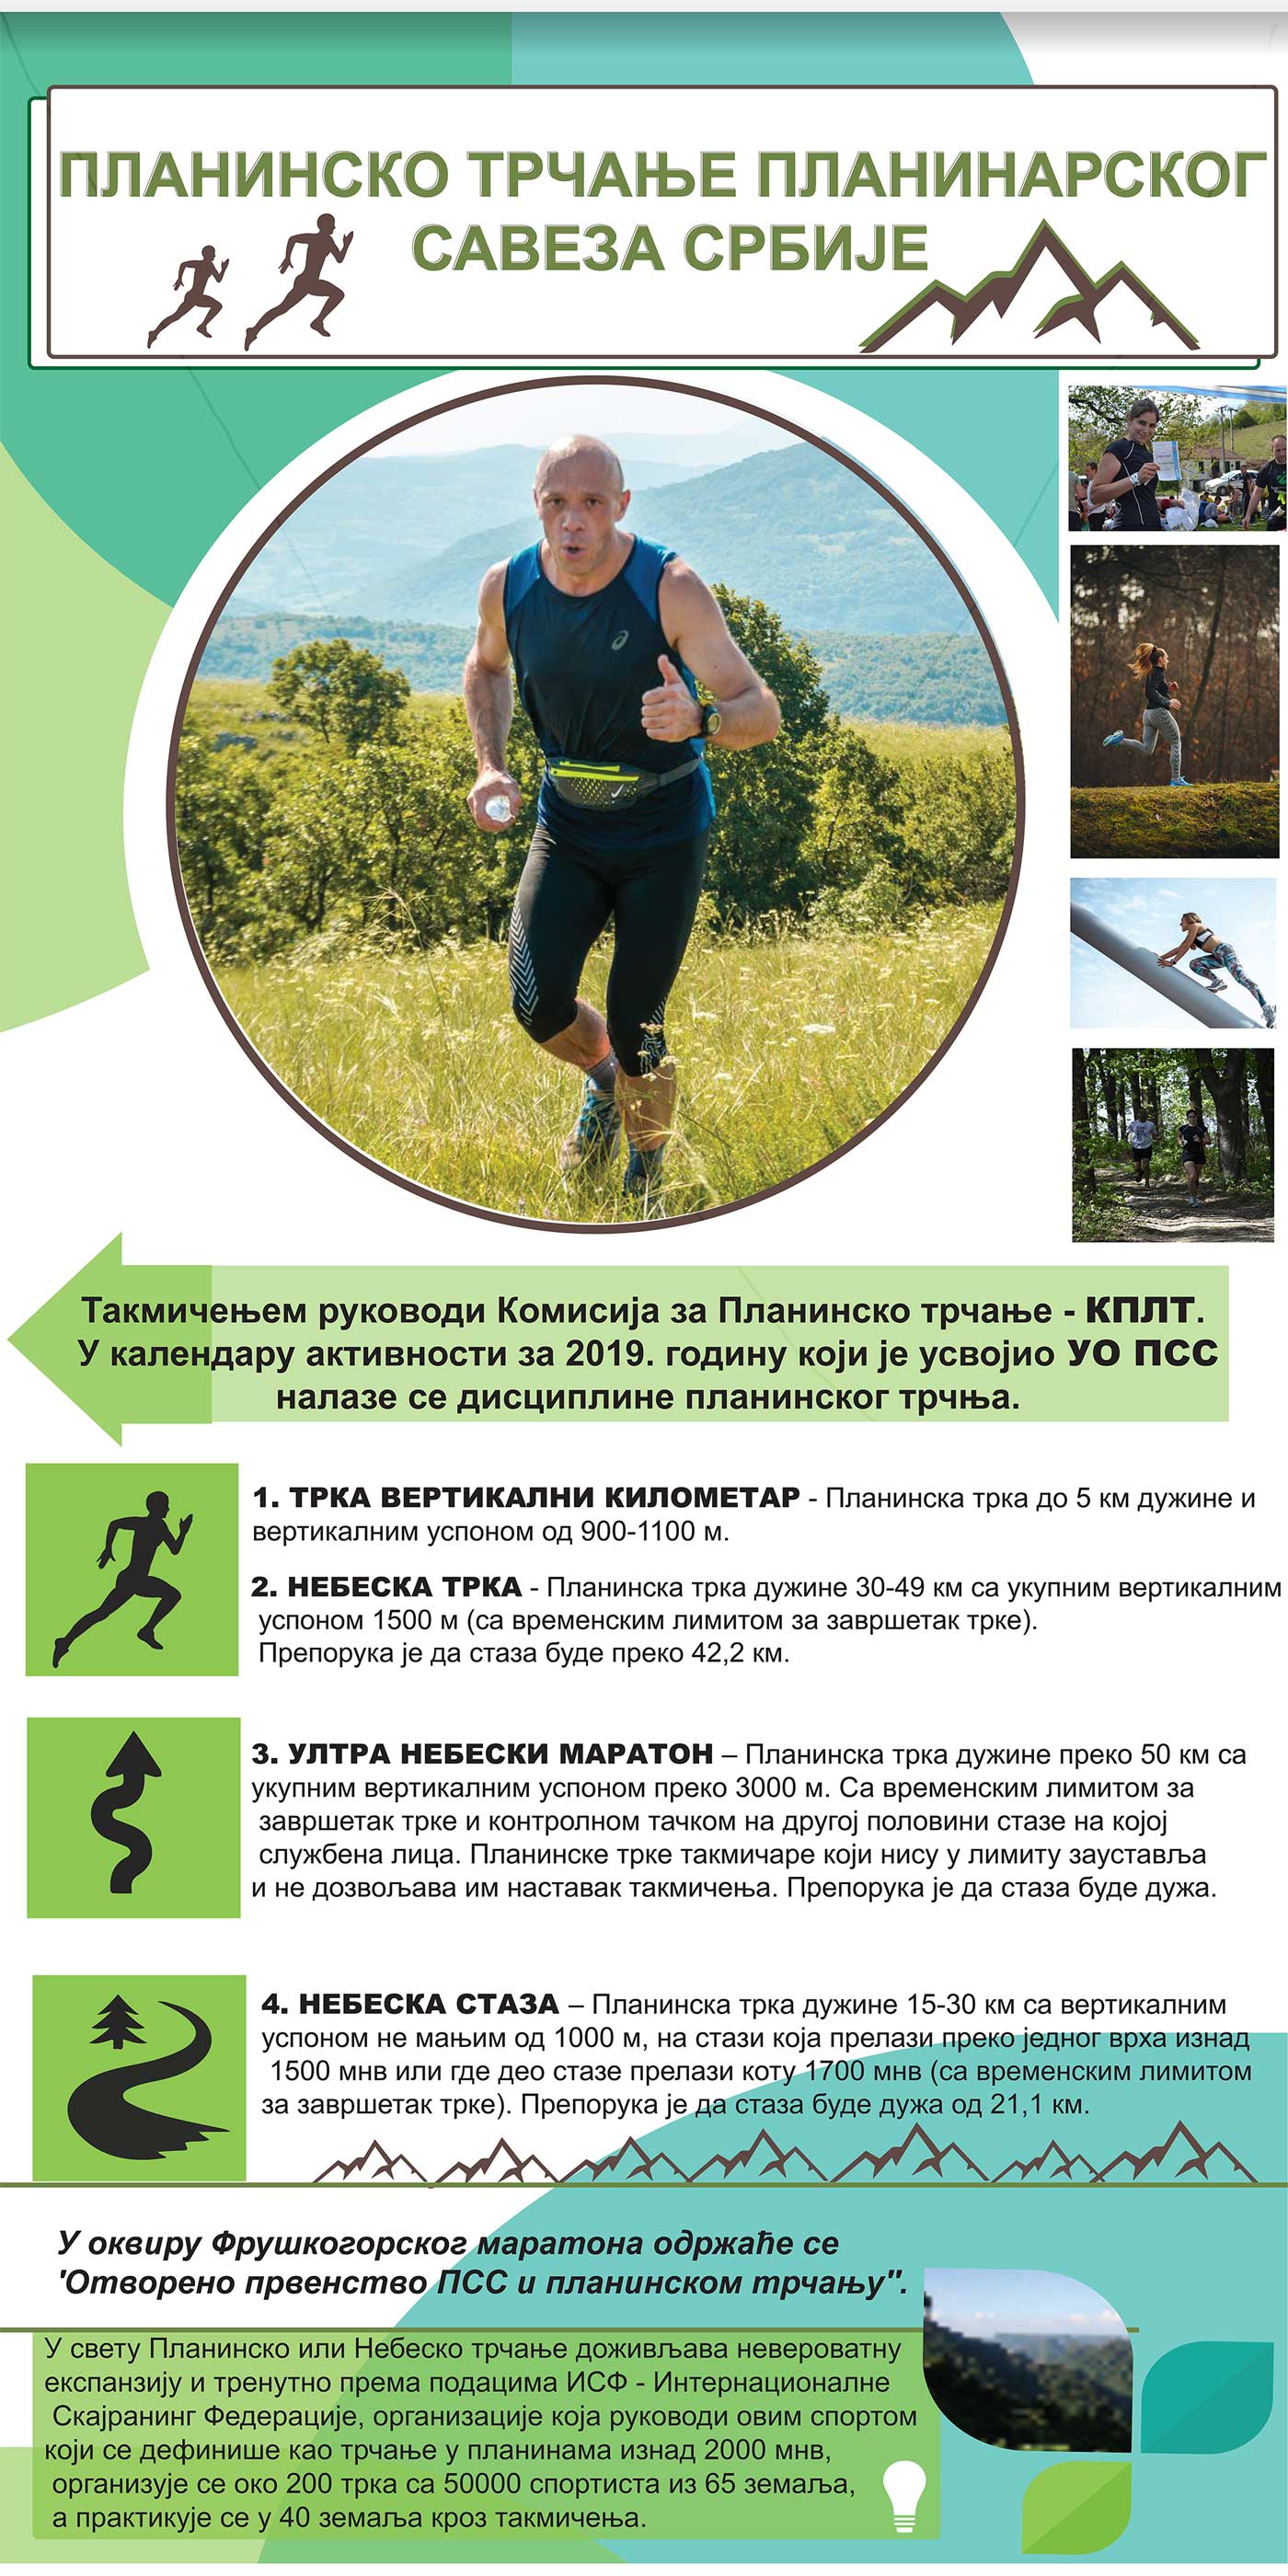 ПЛАНИНСКО ТРЧАЊЕ ПЛАНИНАРСКОГ
САВЕЗА СРБИЈЕ
Такмичењем руководи Комисија за Планинско трчање - КПЛТ.
У календару активности за 2019. годину који је усвојио УО ПСС
налазе се дисциплине планинског трчња.
1. ТРКА ВЕРТИКАЛНИ КИЛОМЕТАР - Планинска трка до 5 км дужине и
вертикалним успоном од 900-1100 м.
2. НЕБЕСКА ТРКА - Планинска трка дужине 30-49 км са укупним вертикалним
успоном 1500 м (са временским лимитом за завршетак трке).
Препорука је да стаза буде преко 42,2 км.
3. УЛТРА НЕБЕСКИ МАРАТОН – Планинска трка дужине преко 50 км са
укупним вертикалним успоном преко 3000 м. Са временским лимитом за
завршетак трке и контролном тачком на другој половини стазе на којој
службена лица. Планинске трке такмичаре који нису у лимиту зауставља
и не дозвољава им наставак такмичења. Препорука је да стаза буде дужа.
4. НЕБЕСКА СТАЗА – Планинска трка дужине 15-30 км са вертикалним
успоном не мањим од 1000 м, на стази која прелази преко једног врха изнад
1500 мнв или где део стазе прелази коту 1700 мнв (са временским лимитом
за завршетак трке). Препорука је да стаза буде дужа од 21,1 км.
У оквиру Фрушкогорског маратона одржаће се
'Отворено првенство ПСС и планинском трчању".
У свету Планинско или Небеско трчање доживљава невероватну
експанзију и тренутно према подацима ИСФ - Интернационалне
Скајранинг Федерације, организације која руководи овим спортом
који се дефинише као трчање у планинама изнад 2000 мнв,
организује се око 200 трка са 50000 спортиста из 65 земаља,
а практикује се у 40 земаља кроз такмичења.